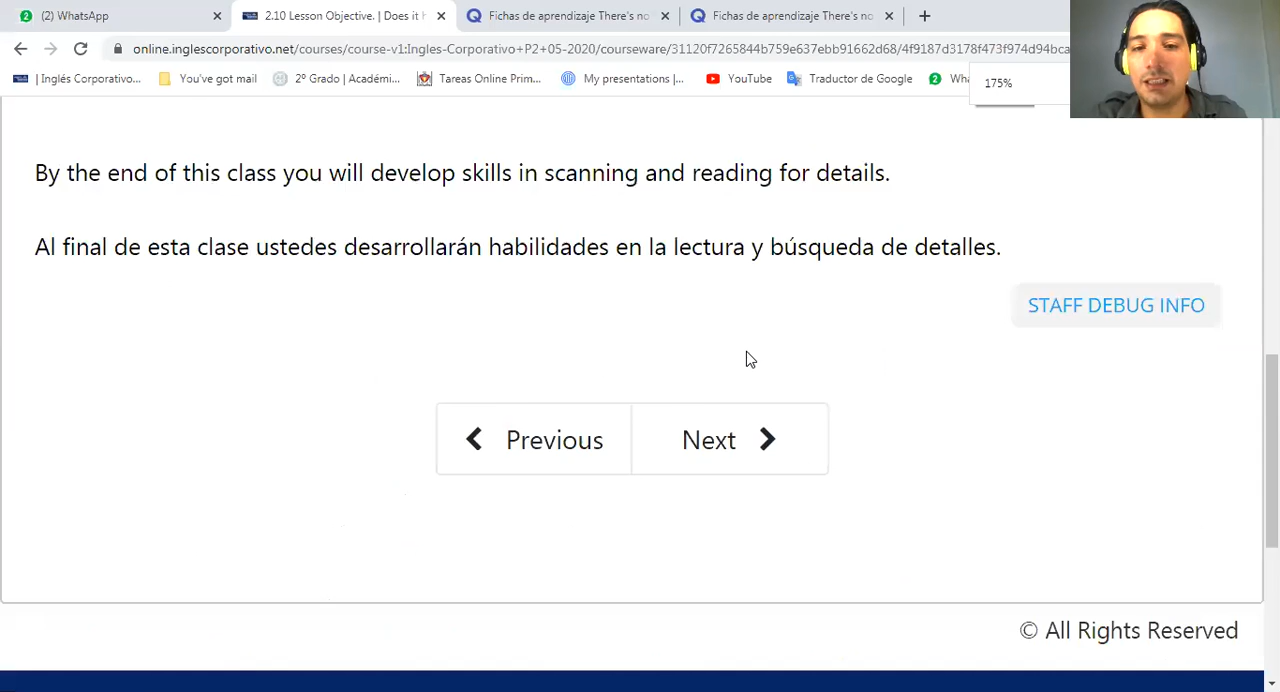 (2) WhatsApp
2.10 Lesson Objective. | Does it h
Fichas de aprendizaje There's no
Fichas de aprendizaje There's no
online.inglescorporativo.net/courses/course-v1:Ingles-Corporativo+P2+05-2020/courseware/31120f7265844b759e637ebb91662d68/4f9187d3178f473f974d94bca
| Inglés Corporativo...
You've got mail
2º Grado | Académi...
Tareas Online Prim...
My presentations |...
YouTube
Traductor de Google
Wha
175%
By the end of this class you will develop skills in scanning and reading for details.
Al final de esta clase ustedes desarrollarán habilidades en la lectura y búsqueda de detalles.
STAFF DEBUG INFO
Previous
Next
© All Rights Reserved